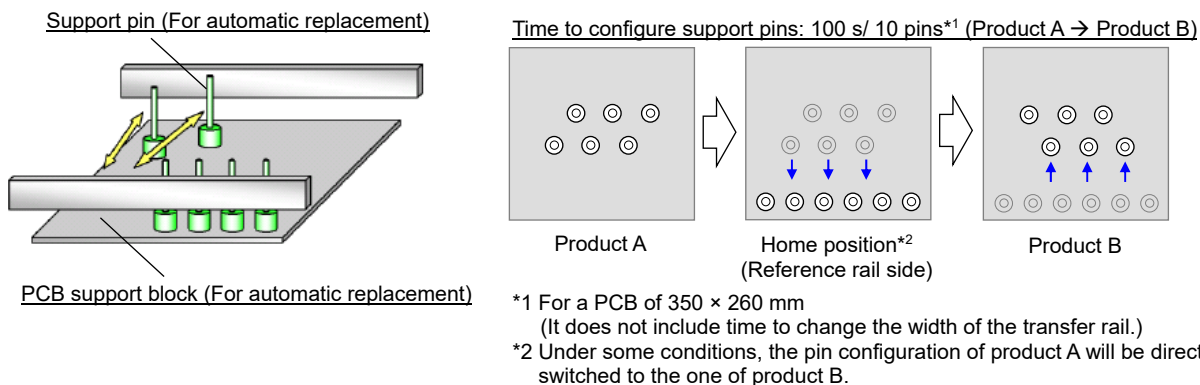 Support pin (For automatic replacement)
PCB support block (For automatic replacement)
Time to configure support pins: 100 s/ 10 pins*1 (Product A → Product B)
Product A
Home position*2
(Reference rail side)
Product B
*1 For a PCB of 350 × 260 mm
(It does not include time to change the width of the transfer rail.)
*2 Under some conditions, the pin configuration of product A will be direct
switched to the one of product B.